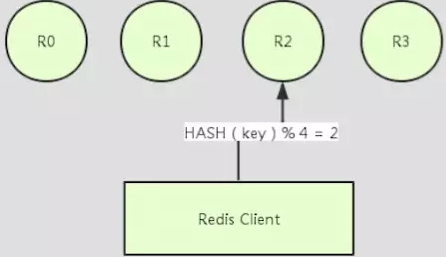 R0 R1 R2 R3
HASH ( key ) % 4 = 2
Redis Client